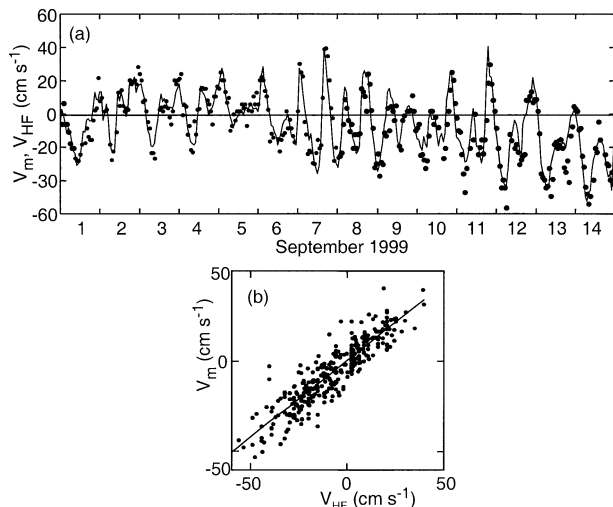 (a)
60
40
20
0
-20
-40
-60
V_m, V_HF (cm s⁻¹)
1 2 3 4 5 6 7 8 9 10 11 12 13 14
September 1999
(b)
50
0
-50
V_m (cm s⁻¹)
-50 0 50
V_HF (cm s⁻¹)